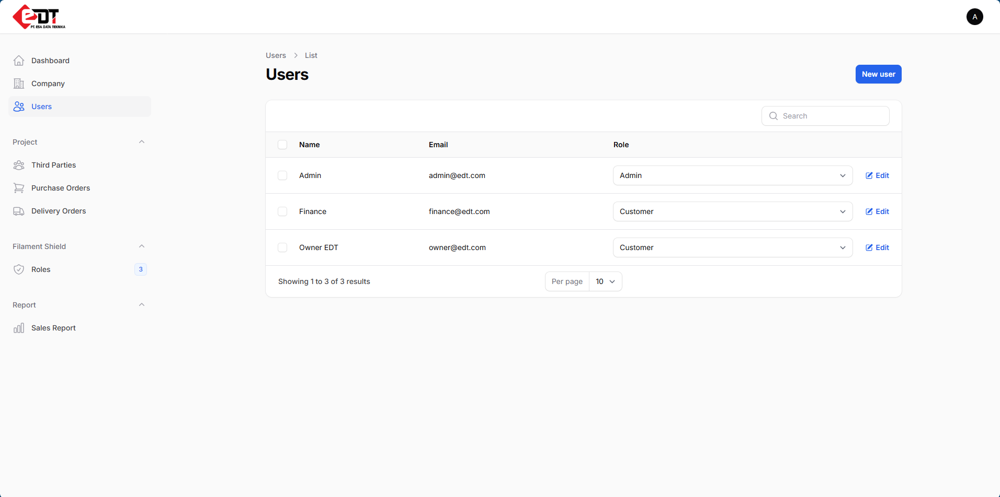 eDT
PT. ESA DATA TEKNIKA
A
Dashboard
Company
Users
Project
Third Parties
Purchase Orders
Delivery Orders
Filament Shield
Roles 3
Report
Sales Report
Users > List
Users
New user
Search
Name Email Role
Admin admin@edt.com Admin Edit
Finance finance@edt.com Customer Edit
Owner EDT owner@edt.com Customer Edit
Showing 1 to 3 of 3 results Per page 10